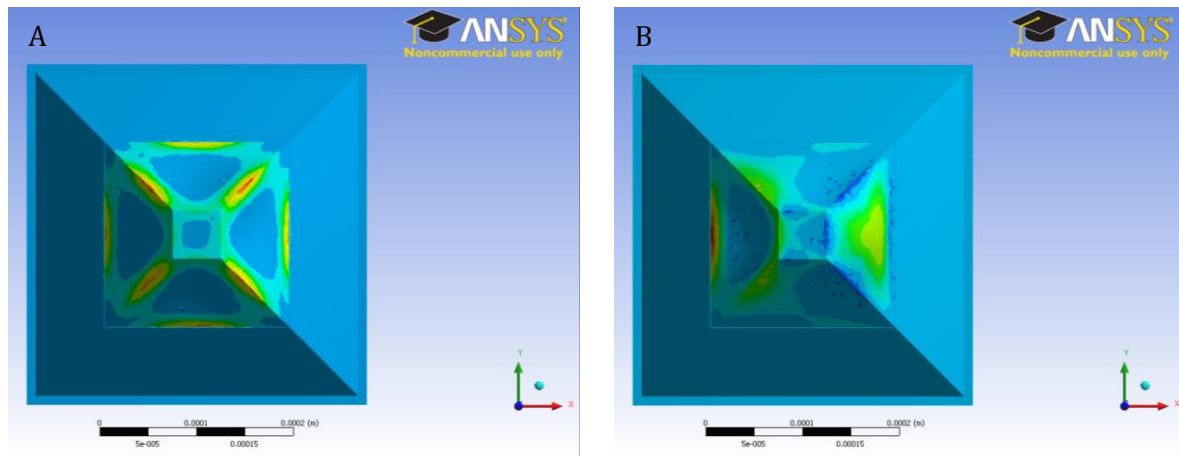 A
ANSYS®
Noncommercial use only
Y
X
0 0.0001 0.0002 (m)
5e-005 0.00015
B
ANSYS®
Noncommercial use only
Y
X
0 0.0001 0.0002 (m)
5e-005 0.00015